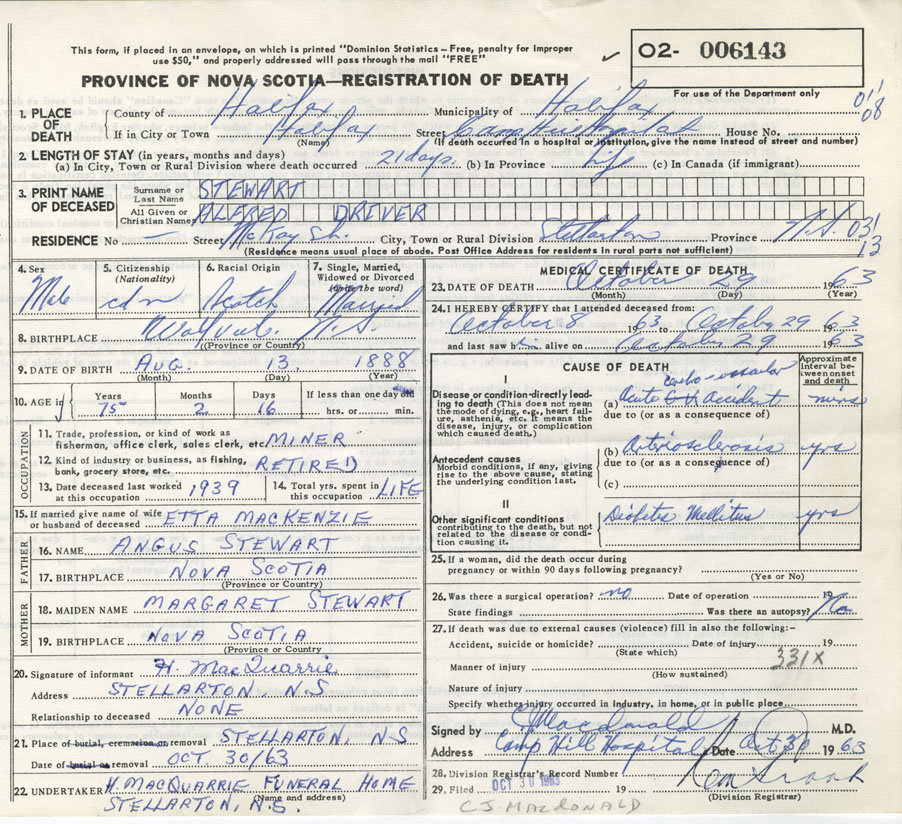 This form, if placed in an envelope, on which is printed "Dominion Statistics – Free, penalty for improper
use $50," and properly addressed will pass through the mail "FREE"
O2- 006143
PROVINCE OF NOVA SCOTIA—REGISTRATION OF DEATH
For use of the Department only
01/08
1. PLACE OF DEATH
County of Halifax Municipality of Halifax
If in City or Town Halifax Street Camp Hill Hospital House No.
(Name) (If death occurred in a hospital or institution, give the name instead of street and number)
2. LENGTH OF STAY (in years, months and days)
(a) In City, Town or Rural Division where death occurred 21 days. (b) In Province life (c) In Canada (if immigrant)
3. PRINT NAME OF DECEASED
Surname or Last Name STEWART
All Given or Christian Names ALFRED DRIVER
RESIDENCE No — Street McKay St. City, Town or Rural Division Stellarton Province N.S. 03/13
(Residence means usual place of abode. Post Office Address for residents in rural parts not sufficient)
4. Sex Male
5. Citizenship (Nationality) cdn
6. Racial Origin Scotch
7. Single, Married, Widowed or Divorced (Write the word) Married
8. BIRTHPLACE N.S.
(Province or Country)
9. DATE OF BIRTH AUG. 13 1888
(Month) (Day) (Year)
10. AGE in Years 75 Months 2 Days 16 If less than one day old hrs. or min.
OCCUPATION
11. Trade, profession, or kind of work as fisherman, office clerk, sales clerk, etc. MINER
12. Kind of industry or business, as fishing, bank, grocery store, etc. RETIRED
13. Date deceased last worked at this occupation 1939
14. Total yrs. spent in this occupation LIFE
15. If married give name of wife or husband of deceased ETTA MACKENZIE
FATHER
16. NAME ANGUS STEWART
17. BIRTHPLACE NOVA SCOTIA
(Province or Country)
MOTHER
18. MAIDEN NAME MARGARET STEWART
19. BIRTHPLACE NOVA SCOTIA
(Province or Country)
20. Signature of informant H. MacQuarrie
Address STELLARTON N.S
Relationship to deceased NONE
21. Place of burial, cremation or removal STELLARTON, N.S
Date of burial or removal OCT. 30/63
22. UNDERTAKER H. MACQUARRIE FUNERAL HOME
(Name and address)
STELLARTON, N.S.
MEDICAL CERTIFICATE OF DEATH
23. DATE OF DEATH October 29 1963
(Month) (Day) (Year)
24. I HEREBY CERTIFY that I attended deceased from:
October 8 1963 to October 29 1963
and last saw him alive on October 29 1963
CAUSE OF DEATH
Approximate interval between onset and death
I
Disease or condition directly leading to death (This does not mean the mode of dying, e.g., heart failure, asthenia, etc. It means the disease, injury, or complication which caused death.)
cerebro-vascular
(a) Acute C.V. Accident mins
due to (or as a consequence of)
Antecedent causes
Morbid conditions, if any, giving rise to the above cause, stating the underlying condition last.
(b) Arteriosclerosis yrs
due to (or as a consequence of)
(c)
II
Other significant conditions
contributing to the death, but not related to the disease or condition causing it.
Diabetes Mellitus yrs
25. If a woman, did the death occur during pregnancy or within 90 days following pregnancy?
(Yes or No)
26. Was there a surgical operation? no Date of operation 19
State findings Was there an autopsy? No
27. If death was due to external causes (violence) fill in also the following:–
Accident, suicide or homicide? Date of injury 19
(State which) 331X
Manner of injury
(How sustained)
Nature of injury
Specify whether injury occurred in Industry, in home, or in public place
Signed by CJ MacDonald M.D.
Address Camp Hill Hospital Date Oct. 30 1963
28. Division Registrar's Record Number
29. Filed OCT 30 1963 19
(Division Registrar)
C.J. MACDONALD